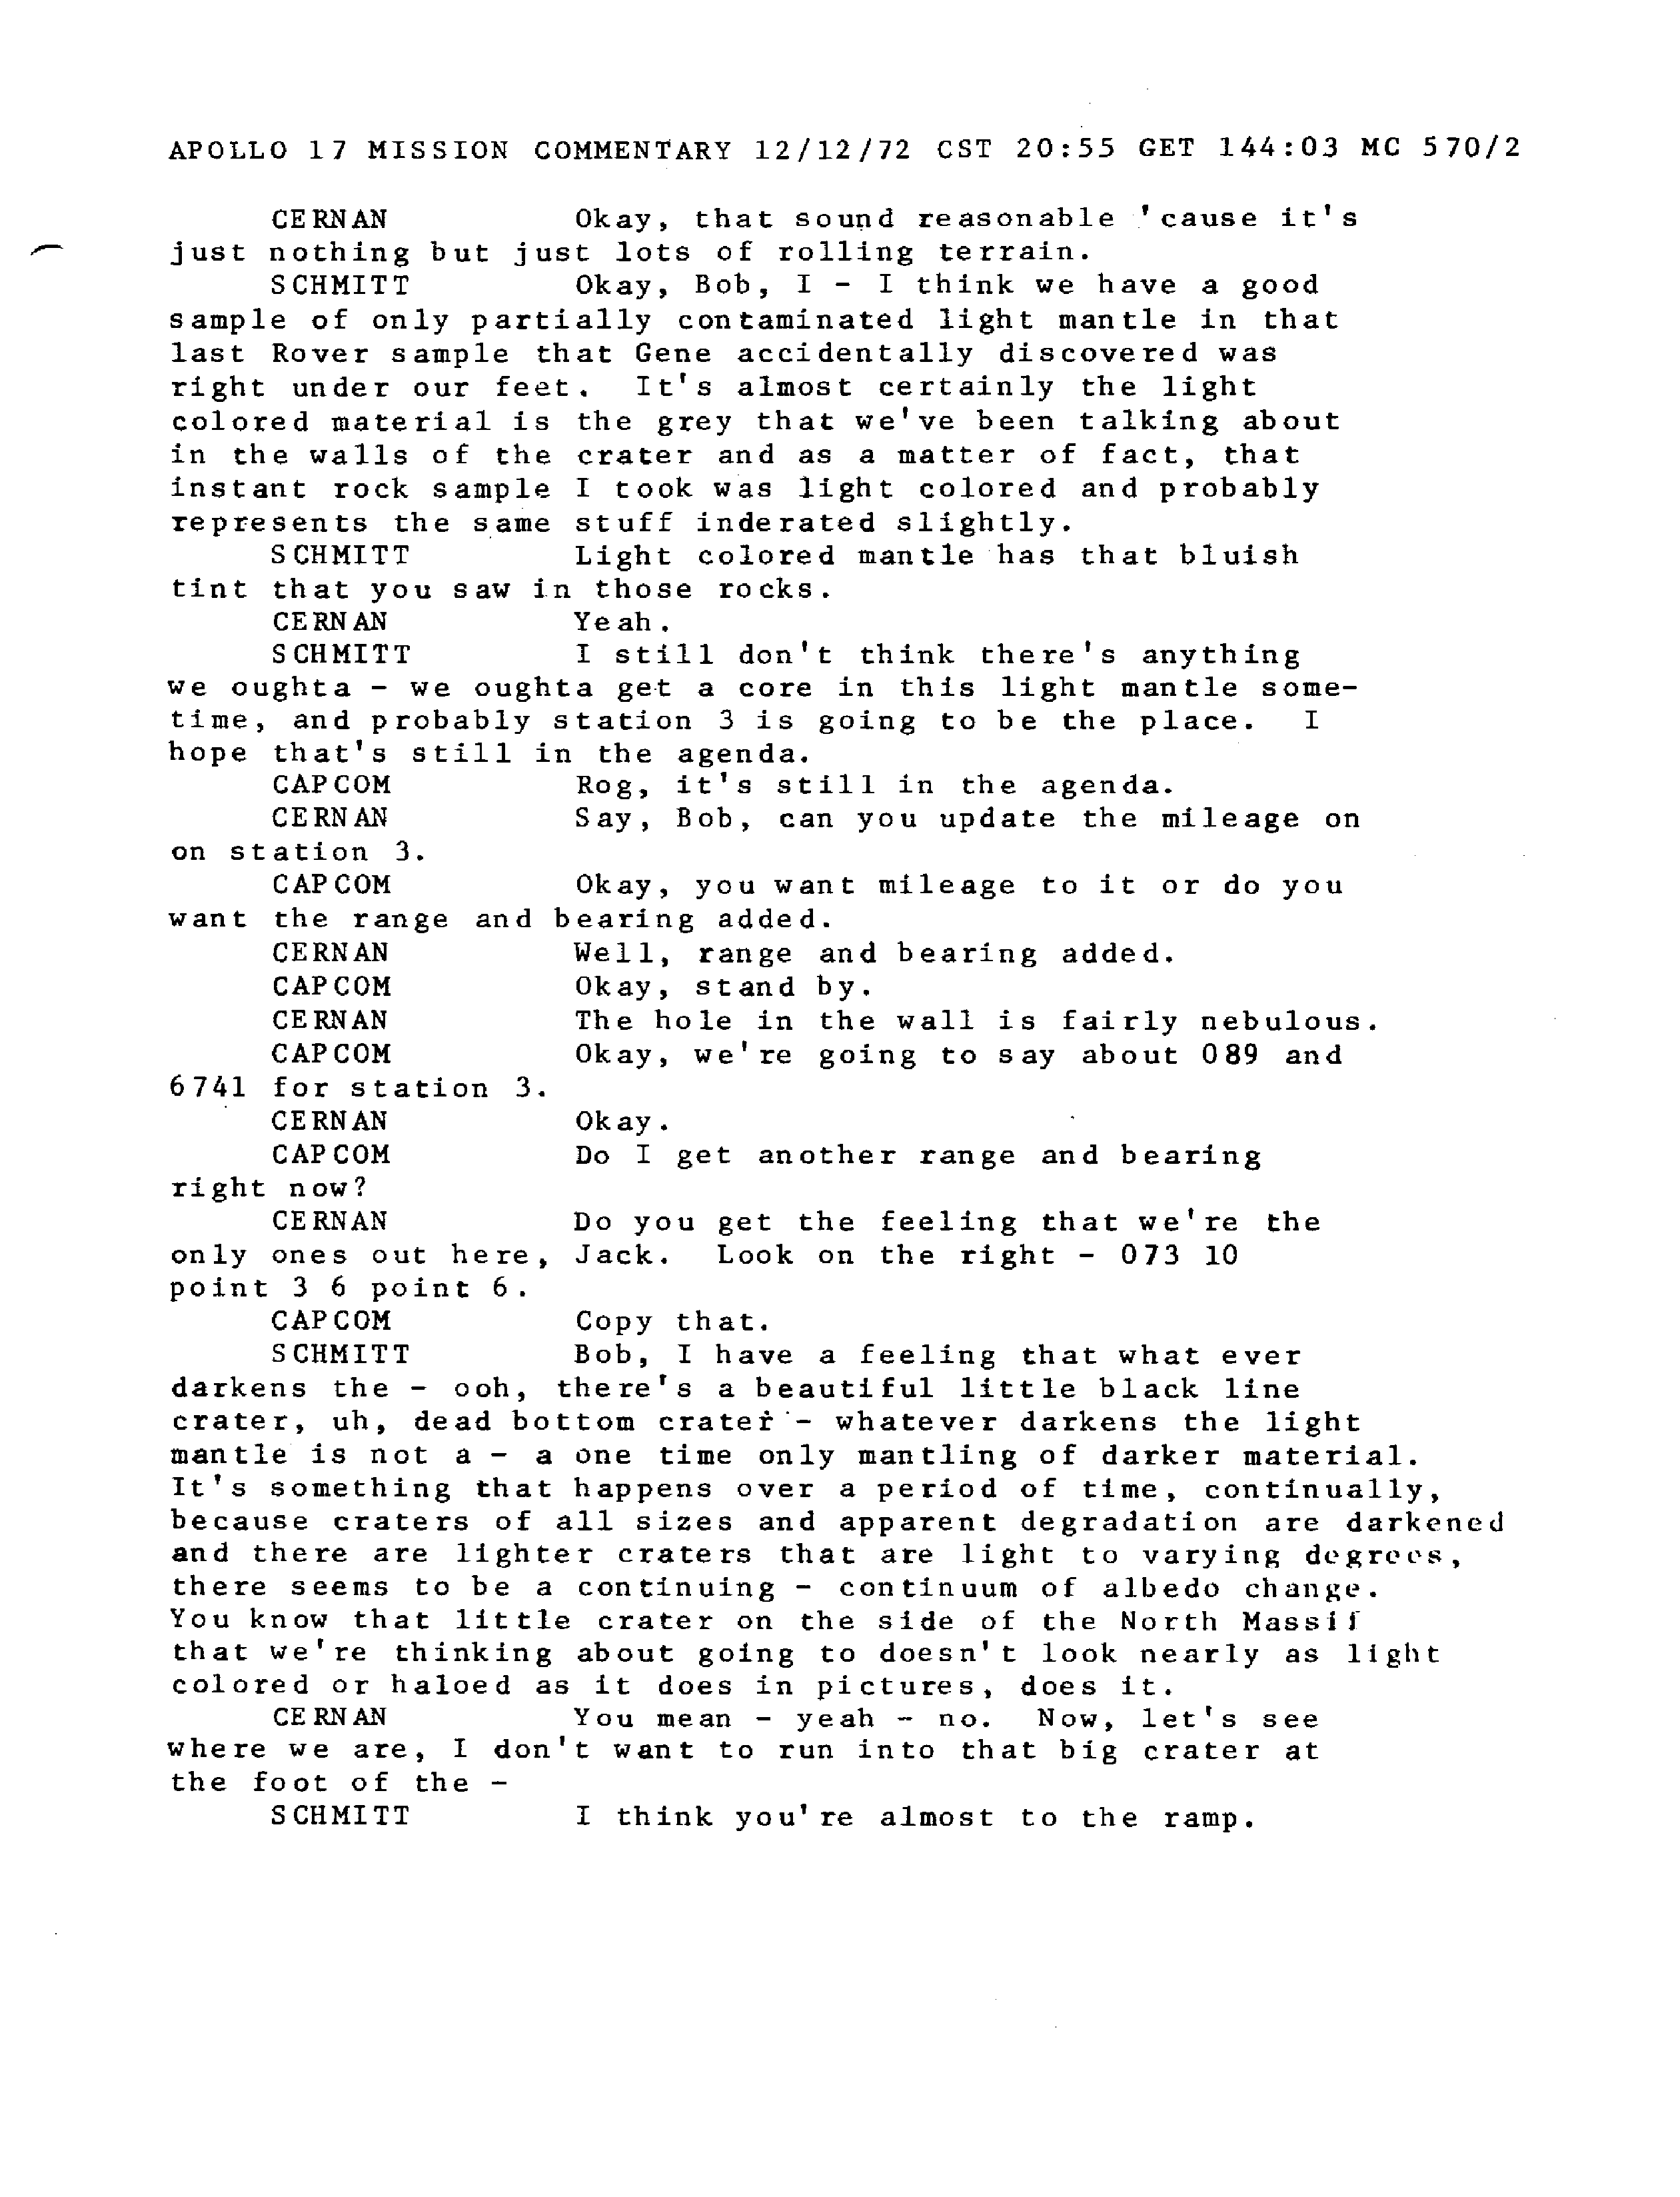 APOLLO 17 MISSION COMMENTARY 12/12/72 CST 20:55 GET 144:03 MC 570/2
CERNAN Okay, that sound reasonable 'cause it's
just nothing but just lots of rolling terrain.
SCHMITT Okay, Bob, I - I think we have a good
sample of only partially contaminated light mantle in that
last Rover sample that Gene accidentally discovered was
right under our feet. It's almost certainly the light
colored material is the grey that we've been talking about
in the walls of the crater and as a matter of fact, that
instant rock sample I took was light colored and probably
represents the same stuff inderated slightly.
SCHMITT Light colored mantle has that bluish
tint that you saw in those rocks.
CERNAN Yeah.
SCHMITT I still don't think there's anything
we oughta - we oughta get a core in this light mantle some-
time, and probably station 3 is going to be the place. I
hope that's still in the agenda.
CAPCOM Rog, it's still in the agenda.
CERNAN Say, Bob, can you update the mileage on
on station 3.
CAPCOM Okay, you want mileage to it or do you
want the range and bearing added.
CERNAN Well, range and bearing added.
CAPCOM Okay, stand by.
CERNAN The hole in the wall is fairly nebulous.
CAPCOM Okay, we're going to say about 089 and
6741 for station 3.
CERNAN Okay.
CAPCOM Do I get another range and bearing
right now?
CERNAN Do you get the feeling that we're the
only ones out here, Jack. Look on the right - 073 10
point 3 6 point 6.
CAPCOM Copy that.
SCHMITT Bob, I have a feeling that what ever
darkens the - ooh, there's a beautiful little black line
crater, uh, dead bottom crater - whatever darkens the light
mantle is not a - a one time only mantling of darker material.
It's something that happens over a period of time, continually,
because craters of all sizes and apparent degradation are darkened
and there are lighter craters that are light to varying degrees,
there seems to be a continuing - continuum of albedo change.
You know that little crater on the side of the North Massif
that we're thinking about going to doesn't look nearly as light
colored or haloed as it does in pictures, does it.
CERNAN You mean - yeah - no. Now, let's see
where we are, I don't want to run into that big crater at
the foot of the -
SCHMITT I think you're almost to the ramp.